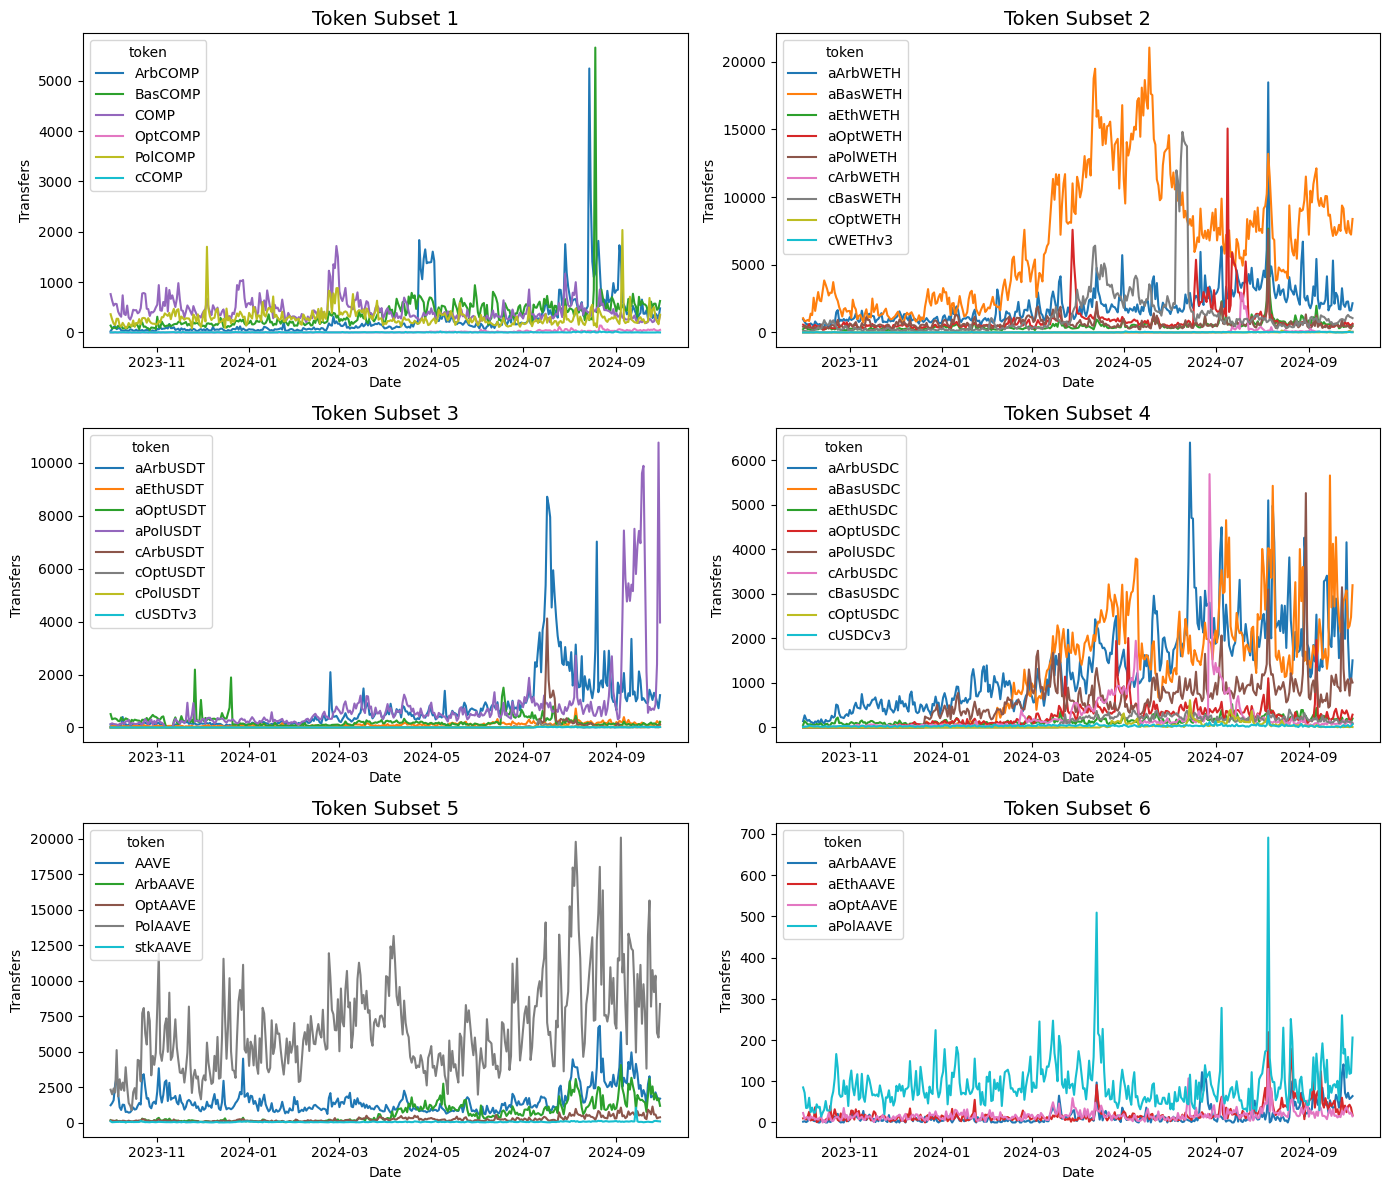 Token Subset 1
Transfers
5000
4000
3000
2000
1000
0
token
ArbCOMP
BasCOMP
COMP
OptCOMP
PolCOMP
cCOMP
2023-11
2024-01
2024-03
2024-05
2024-07
2024-09
Date
Token Subset 2
Transfers
20000
15000
10000
5000
0
token
aArbWETH
aBasWETH
aEthWETH
aOptWETH
aPolWETH
cArbWETH
cBasWETH
cOptWETH
cWETHv3
2023-11
2024-01
2024-03
2024-05
2024-07
2024-09
Date
Token Subset 3
Transfers
10000
8000
6000
4000
2000
0
token
aArbUSDT
aEthUSDT
aOptUSDT
aPolUSDT
cArbUSDT
cOptUSDT
cPolUSDT
cUSDTv3
2023-11
2024-01
2024-03
2024-05
2024-07
2024-09
Date
Token Subset 4
Transfers
6000
5000
4000
3000
2000
1000
0
token
aArbUSDC
aBasUSDC
aEthUSDC
aOptUSDC
aPolUSDC
cArbUSDC
cBasUSDC
cOptUSDC
cUSDCv3
2023-11
2024-01
2024-03
2024-05
2024-07
2024-09
Date
Token Subset 5
Transfers
20000
17500
15000
12500
10000
7500
5000
2500
0
token
AAVE
ArbAAVE
OptAAVE
PolAAVE
stkAAVE
2023-11
2024-01
2024-03
2024-05
2024-07
2024-09
Date
Token Subset 6
Transfers
700
600
500
400
300
200
100
0
token
aArbAAVE
aEthAAVE
aOptAAVE
aPolAAVE
2023-11
2024-01
2024-03
2024-05
2024-07
2024-09
Date